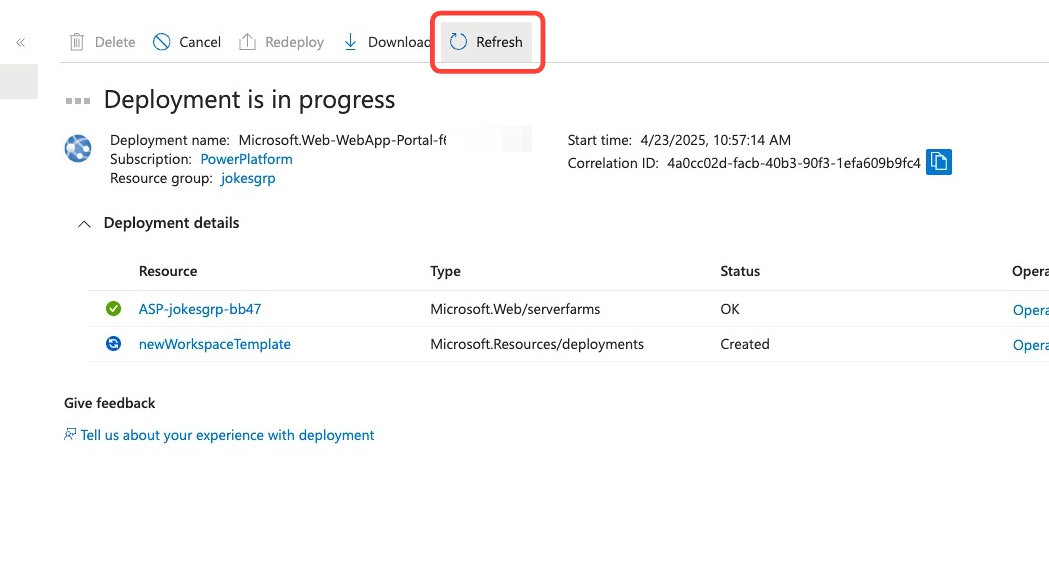 «
Delete Cancel Redeploy Download Refresh
Deployment is in progress
Deployment name: Microsoft.Web-WebApp-Portal-f6
Subscription: PowerPlatform
Resource group: jokesgrp
Start time: 4/23/2025, 10:57:14 AM
Correlation ID: 4a0cc02d-facb-40b3-90f3-1efa609b9fc4
Deployment details
Resource Type Status Opera
ASP-jokesgrp-bb47 Microsoft.Web/serverfarms OK Opera
newWorkspaceTemplate Microsoft.Resources/deployments Created Opera
Give feedback
Tell us about your experience with deployment